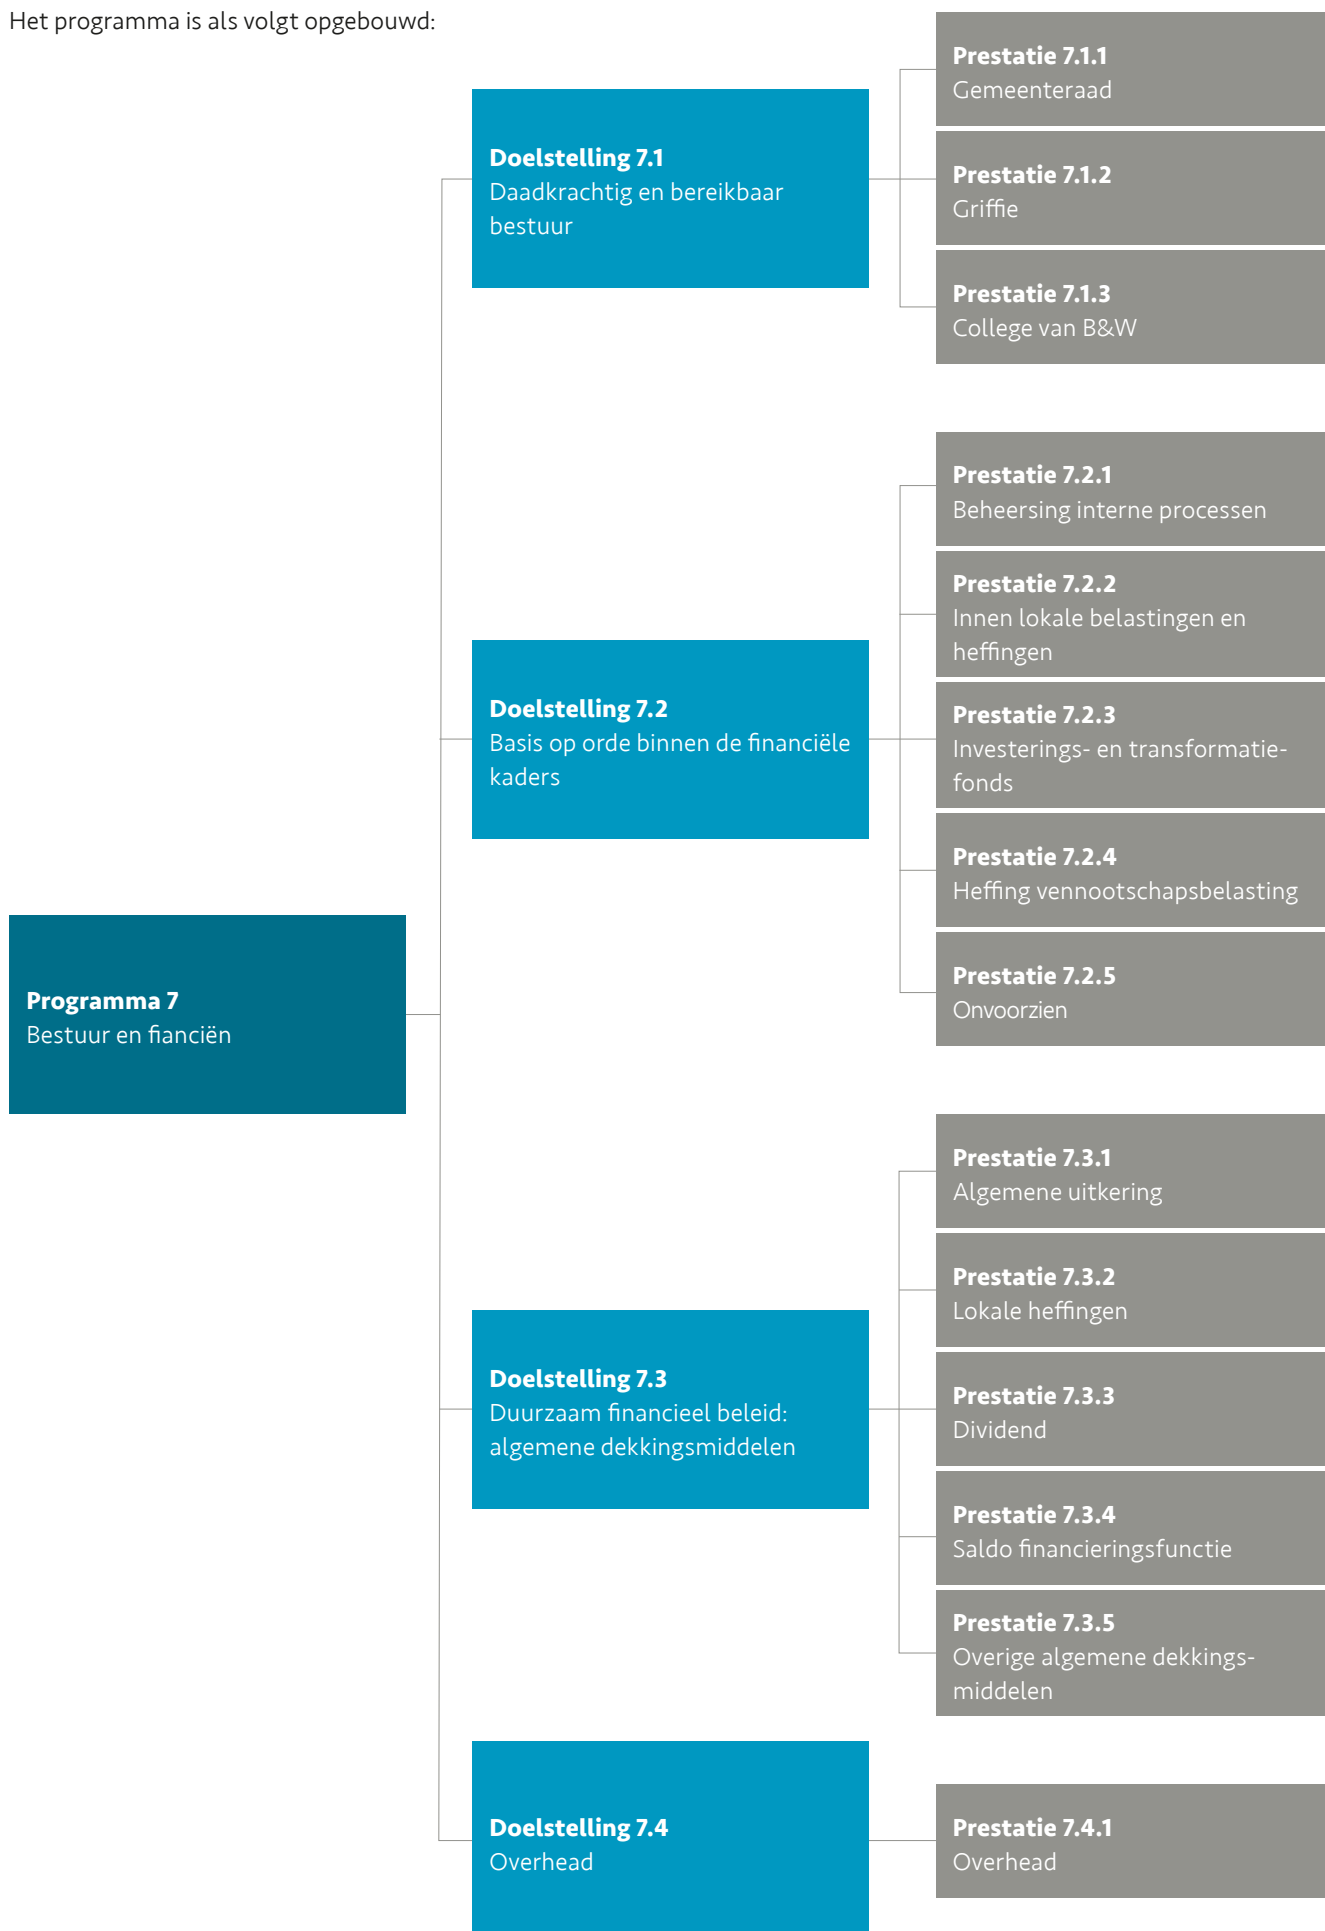 Het programma is als volgt opgebouwd:
Programma 7
Bestuur en fianciën
Doelstelling 7.1
Daadkrachtig en bereikbaar
bestuur
Prestatie 7.1.1
Gemeenteraad
Prestatie 7.1.2
Griffie
Prestatie 7.1.3
College van B&W
Doelstelling 7.2
Basis op orde binnen de financiële
kaders
Prestatie 7.2.1
Beheersing interne processen
Prestatie 7.2.2
Innen lokale belastingen en
heffingen
Prestatie 7.2.3
Investerings- en transformatie-
fonds
Prestatie 7.2.4
Heffing vennootschapsbelasting
Prestatie 7.2.5
Onvoorzien
Doelstelling 7.3
Duurzaam financieel beleid:
algemene dekkingsmiddelen
Prestatie 7.3.1
Algemene uitkering
Prestatie 7.3.2
Lokale heffingen
Prestatie 7.3.3
Dividend
Prestatie 7.3.4
Saldo financieringsfunctie
Prestatie 7.3.5
Overige algemene dekkings-
middelen
Doelstelling 7.4
Overhead
Prestatie 7.4.1
Overhead